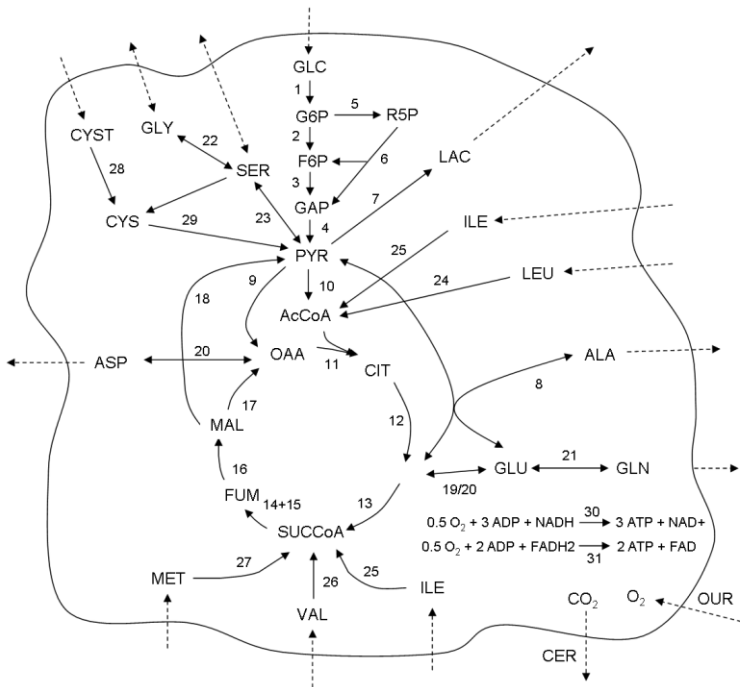 GLC
1
G6P
5
R5P
2
F6P
6
3
GAP
4
CYST
GLY
22
SER
28
CYS
29
23
LAC
7
ILE
25
PYR
LEU
24
18
9
10
AcCoA
ASP
20
OAA
11
CIT
ALA
8
17
MAL
12
16
FUM
14+15
13
GLU
21
GLN
19/20
SUCCoA
0.5 O2 + 3 ADP + NADH
30
3 ATP + NAD+
0.5 O2 + 2 ADP + FADH2
31
2 ATP + FAD
MET
27
26
25
VAL
ILE
CO2
O2
OUR
CER